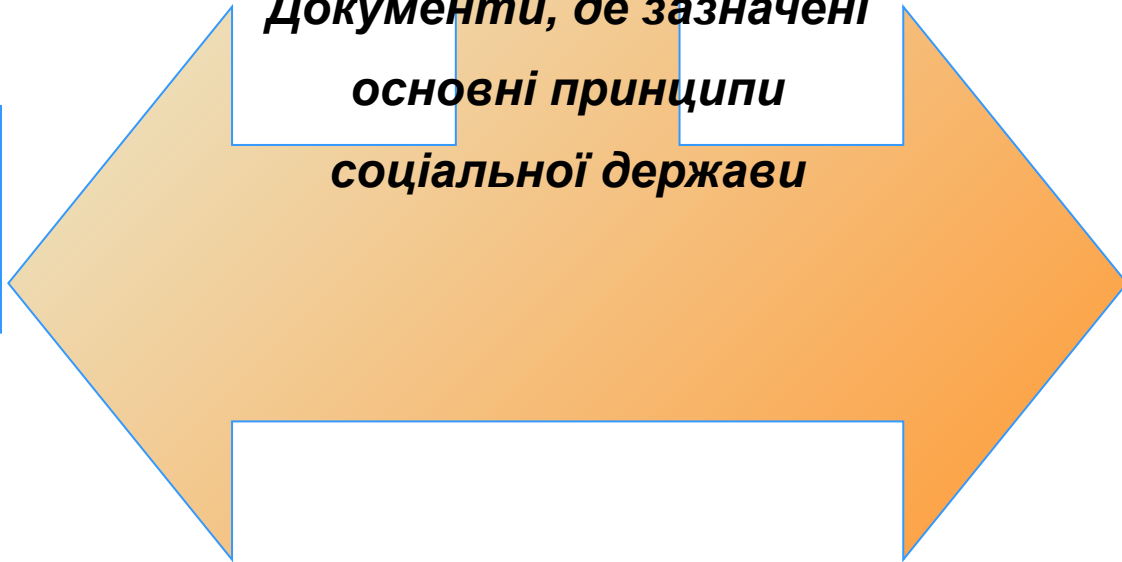 Документи, де зазначені
основні принципи
соціальної держави